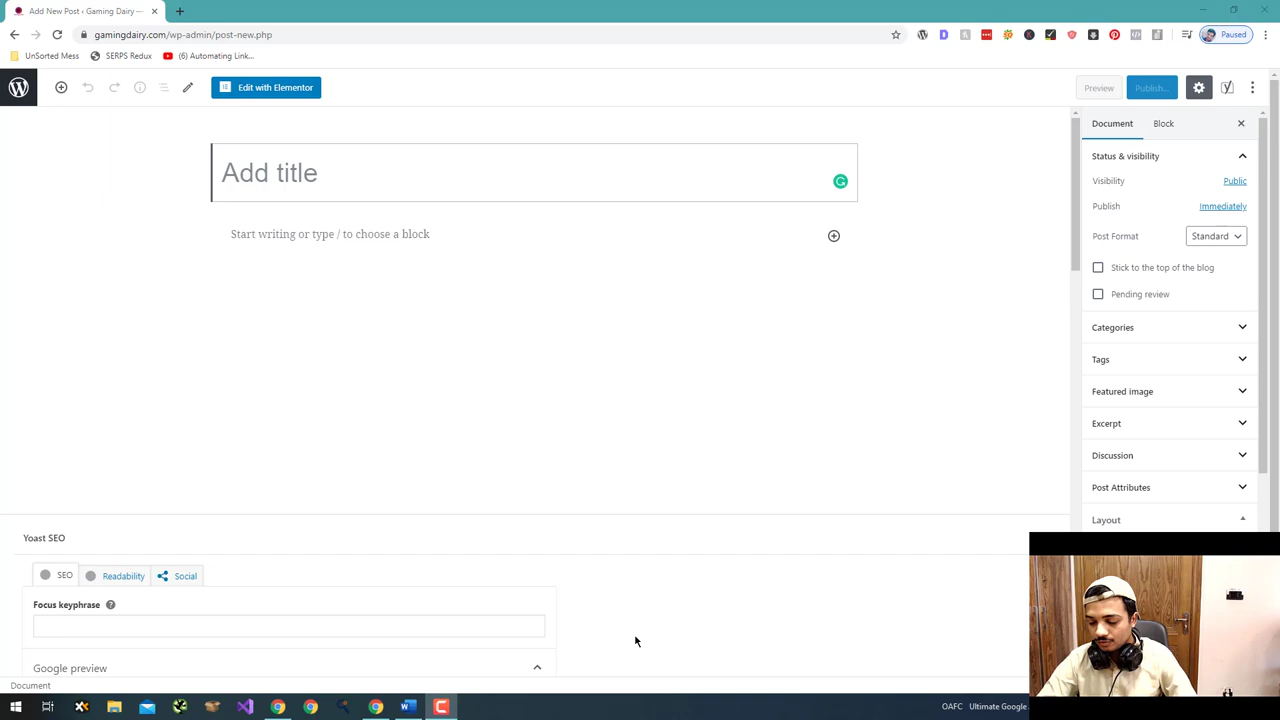 Add New Post ‹ Gaming Dairy —
gamingdairy.com/wp-admin/post-new.php
Paused
UnSorted Mess
SERPS Redux
(6) Automating Link...
Edit with Elementor
Preview
Publish...
Document
Block
Add title
Status & visibility
Visibility
Public
Publish
Immediately
Start writing or type / to choose a block
Post Format
Standard
Stick to the top of the blog
Pending review
Categories
Tags
Featured image
Excerpt
Discussion
Post Attributes
Layout
Yoast SEO
SEO
Readability
Social
Focus keyphrase
Google preview
Document
OAFC
Ultimate Google